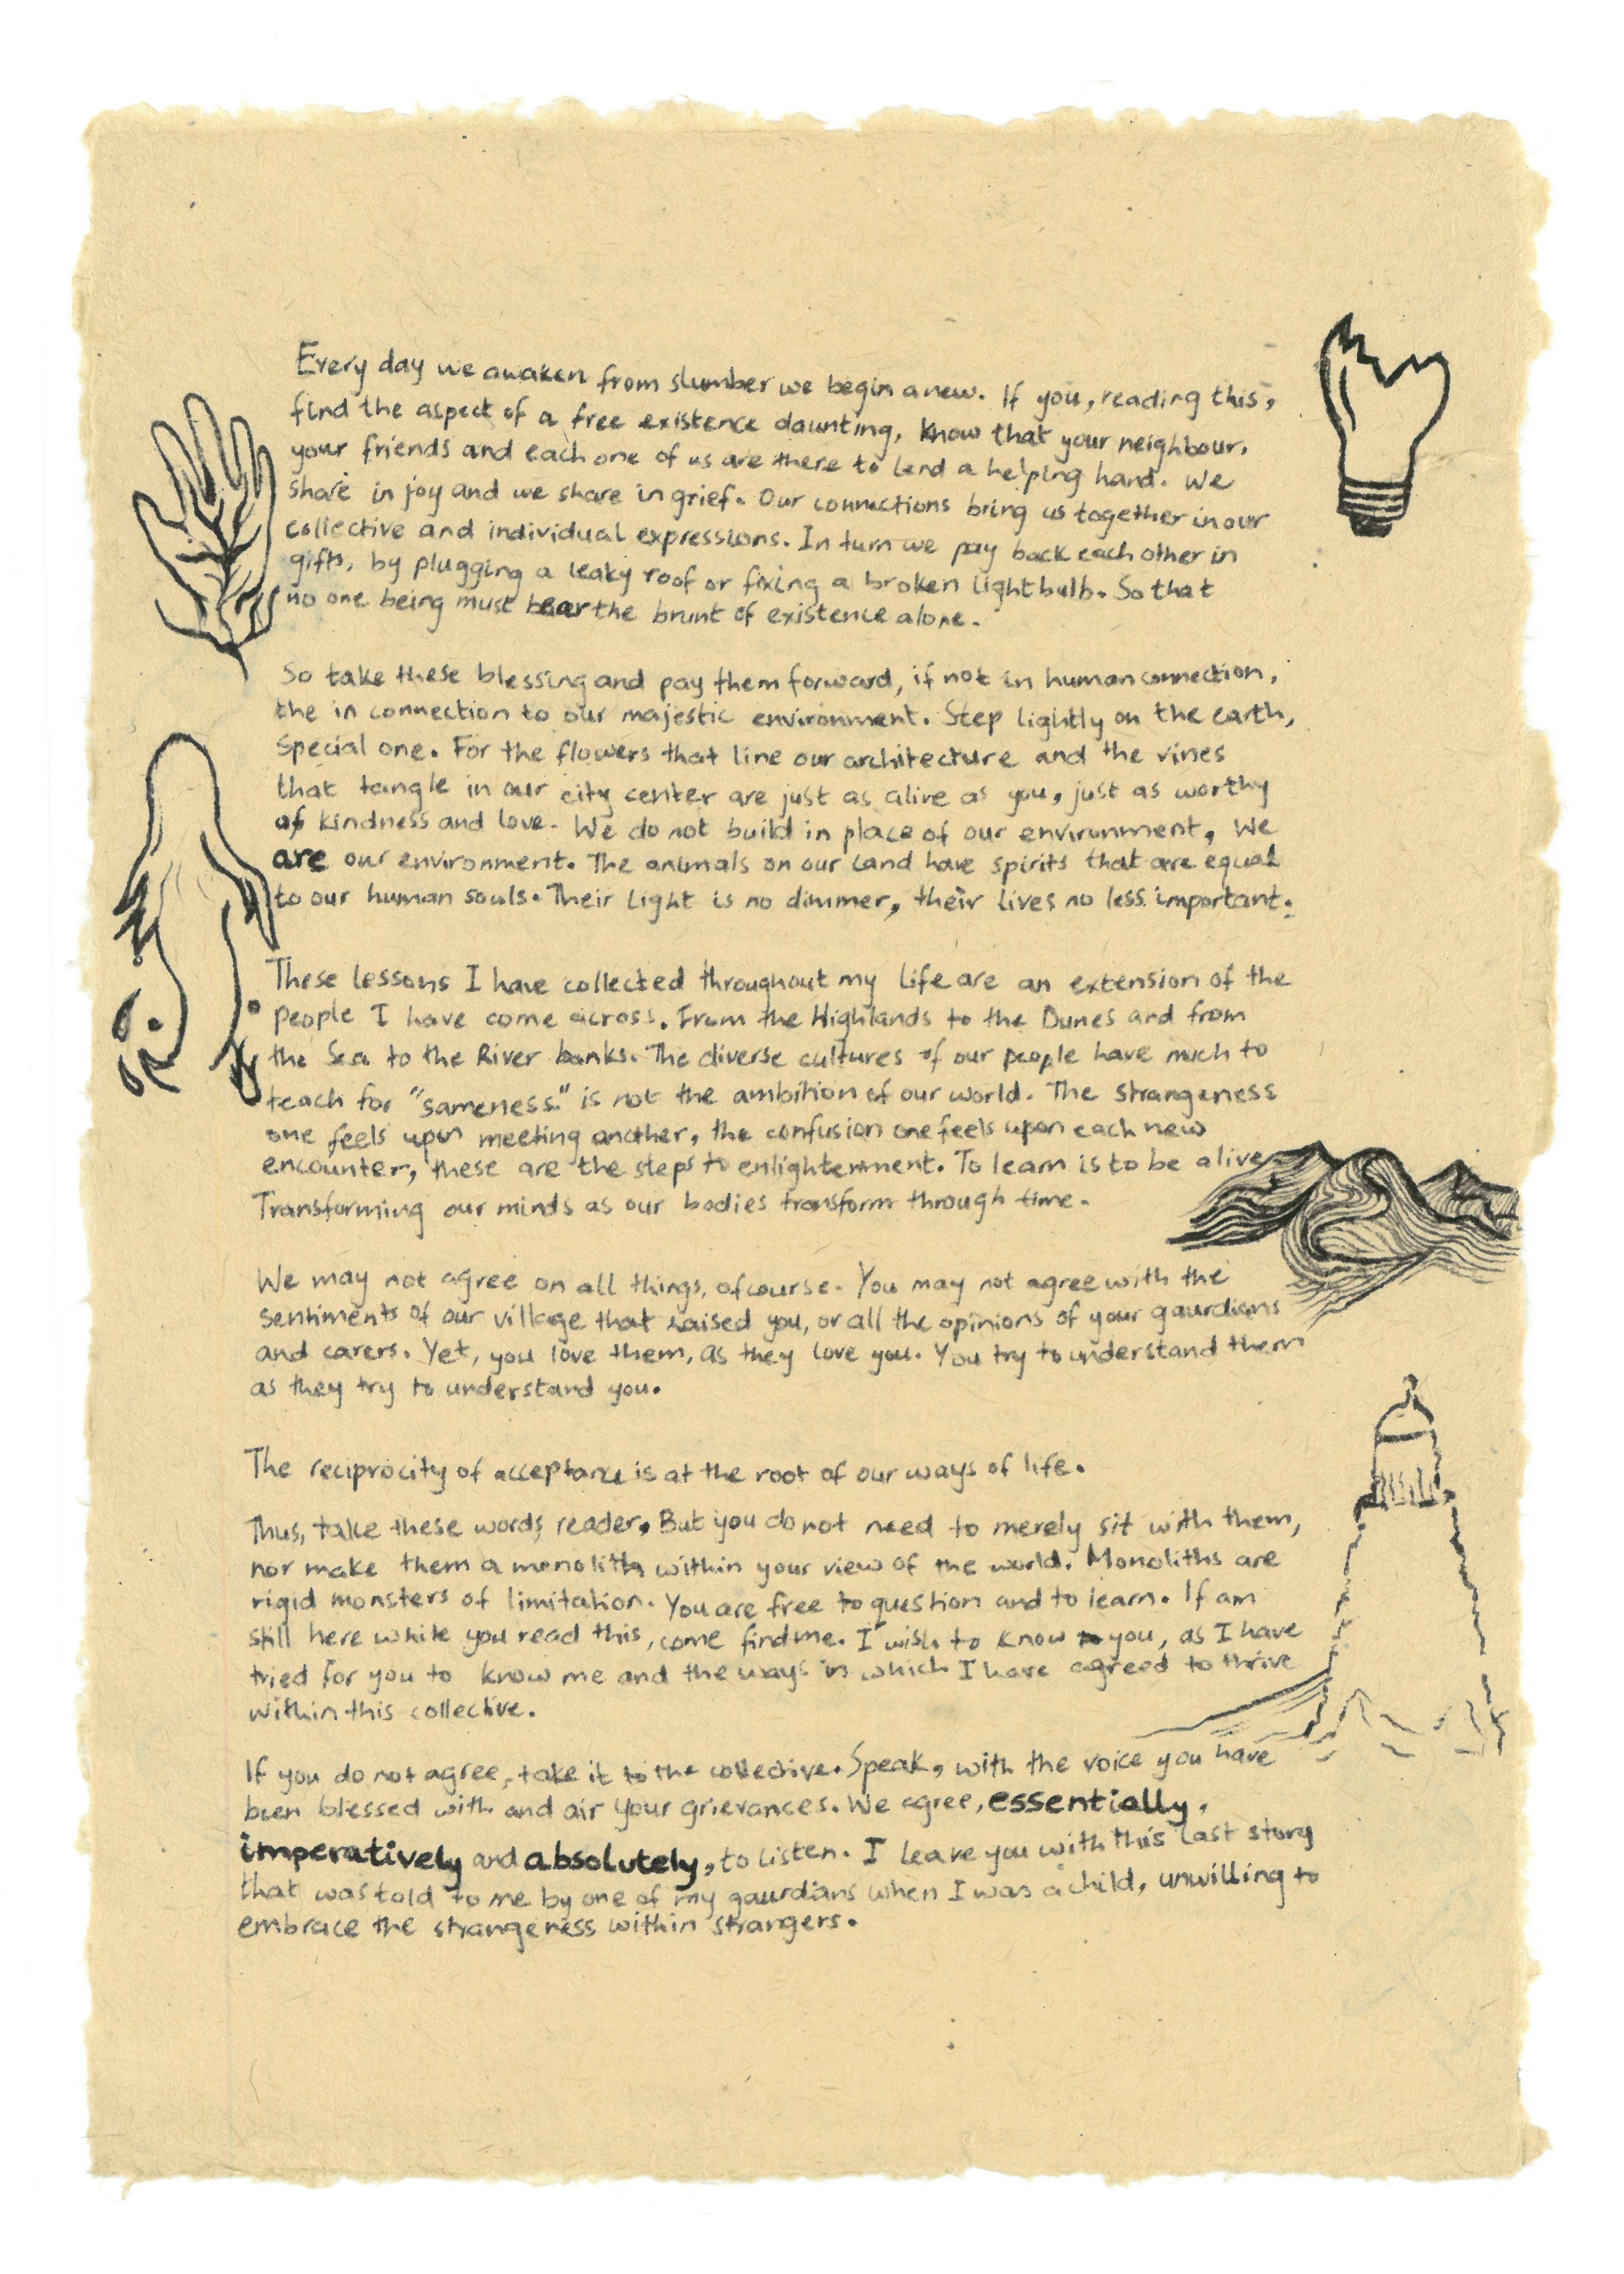 Every day we awaken from slumber we begin anew. If you, reading this,
find the aspect of a free existence daunting, know that your neighbour,
your friends and each one of us are there to lend a helping hand. We
share in joy and we share in grief. Our connections bring us together in our
collective and individual expressions. In turn we pay back each other in
gifts, by plugging a leaky roof or fixing a broken lightbulb. So that
no one being must bear the brunt of existence alone.
So take these blessing and pay them forward, if not in human connection,
the in connection to our majestic environment. Step lightly on the earth,
special one. For the flowers that line our architecture and the vines
that tangle in our city center are just as alive as you, just as worthy
of kindness and love. We do not build in place of our environment, We
are our environment. The animals on our land have spirits that are equal
to our human souls. Their light is no dimmer, their lives no less important.
These lessons I have collected throughout my life are an extension of the
people I have come across. From the Highlands to the Dunes and from
the Sea to the River banks. The diverse cultures of our people have much to
teach for "sameness" is not the ambition of our world. The strangeness
one feels upon meeting another, the confusion one feels upon each new
encounter, these are the steps to enlightenment. To learn is to be alive
Transforming our minds as our bodies transform through time.
We may not agree on all things, of course. You may not agree with the
sentiments of our village that raised you, or all the opinions of your gaurdians
and carers. Yet, you love them, as they love you. You try to understand them
as they try to understand you.
The reciprocity of acceptance is at the root of our ways of life.
Thus, take these words, reader. But you do not need to merely sit with them,
nor make them a monolith within your view of the world. Monoliths are
rigid monsters of limitation. You are free to question and to learn. If am
still here while you read this, come find me. I wish to know you, as I have
tried for you to know me and the ways in which I have agreed to thrive
within this collective.
If you do not agree, take it to the collective. Speak, with the voice you have
been blessed with and air your grievances. We agree, essentially,
imperatively and absolutely, to listen. I leave you with this last story
that was told to me by one of my gaurdians when I was a child, unwilling to
embrace the strangeness within strangers.